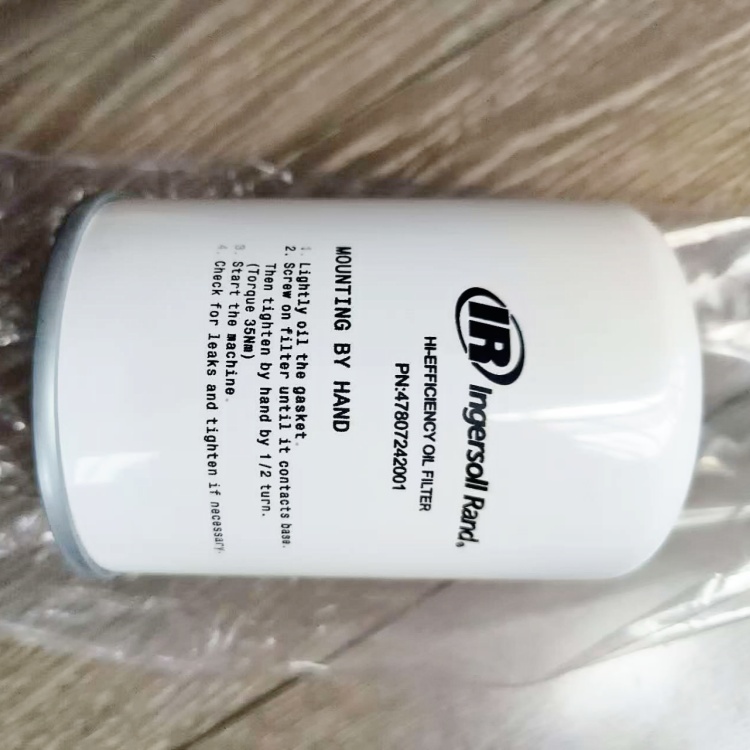 IR Ingersoll Rand®
HI-EFFICIENCY OIL FILTER
PN:47807242001
MOUNTING BY HAND
1. Lightly oil the gasket.
2. Screw on filter until it contacts base.
Then tighten by hand by 1/2 turn.
(Torque 35Nm)
3. Start the machine.
4. Check for leaks and tighten if necessary.